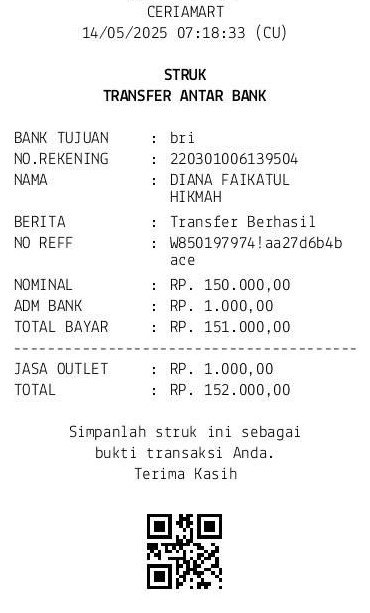 CERIAMART
14/05/2025 07:18:33 (CU)
STRUK
TRANSFER ANTAR BANK
BANK TUJUAN : bri
NO.REKENING : 220301006139504
NAMA : DIANA FAIKATUL
HIKMAH
BERITA : Transfer Berhasil
NO REFF : W850197974!aa27d6b4b
ace
NOMINAL : RP. 150.000,00
ADM BANK : RP. 1.000,00
TOTAL BAYAR : RP. 151.000,00
-----------------------------------------
JASA OUTLET : RP. 1.000,00
TOTAL : RP. 152.000,00
Simpanlah struk ini sebagai
bukti transaksi Anda.
Terima Kasih